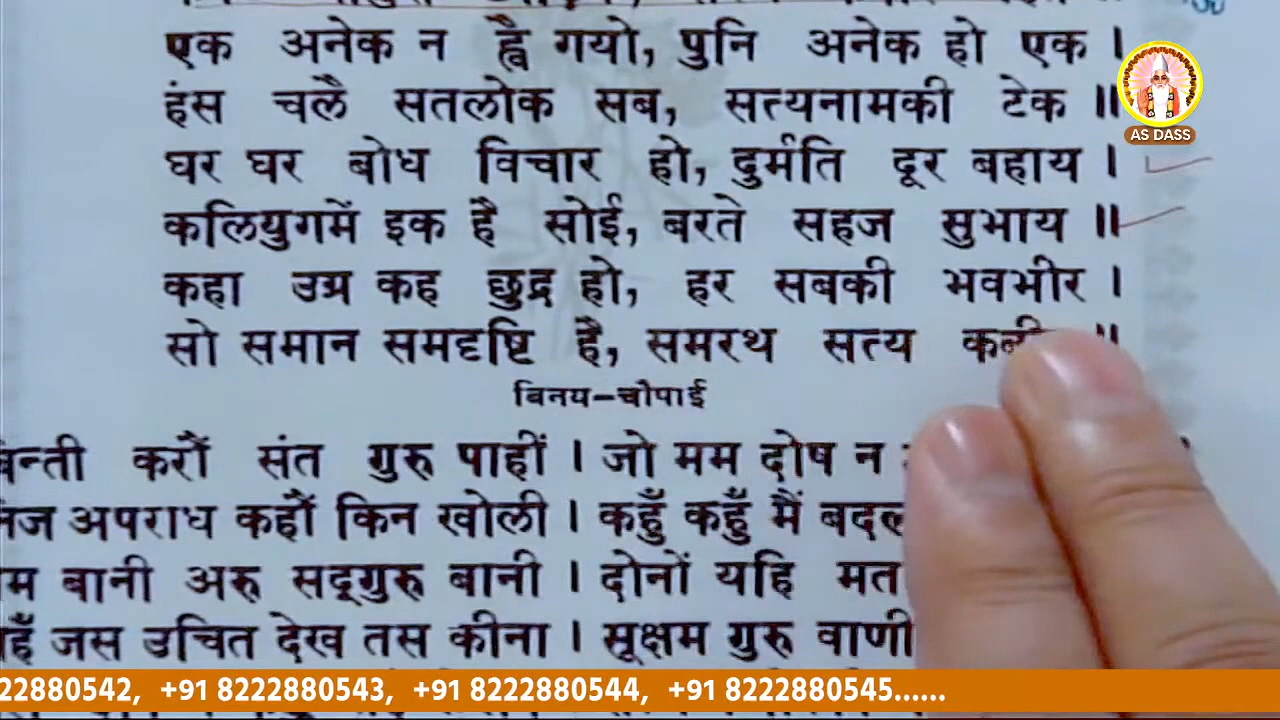 एक अनेक न ह्वै गयो, पुनि अनेक हो एक ।
हंस चलै सतलोक सब, सत्यनामकी टेक ॥
AS DASS
घर घर बोध विचार हो, दुर्मति दूर बहाय ।
कलियुगमें इक है सोई, बरते सहज सुभाय ॥
कहा उग्र कह छुद्र हो, हर सबकी भवभीर ।
सो समान समदृष्टि है, समरथ सत्य ॥
विनय-चौपाई
करौं संत गुरु पाहीं । जो मम दोष न
अपराध कहौं किन खोली । कहुँ कहुँ मैं
बानी अरु सद्गुरु बानी । दोनों यहि मत
जस उचित देख तस कीना । सूक्षम गुरु वाणी
22880542, +91 8222880543, +91 8222880544, +91 8222880545......